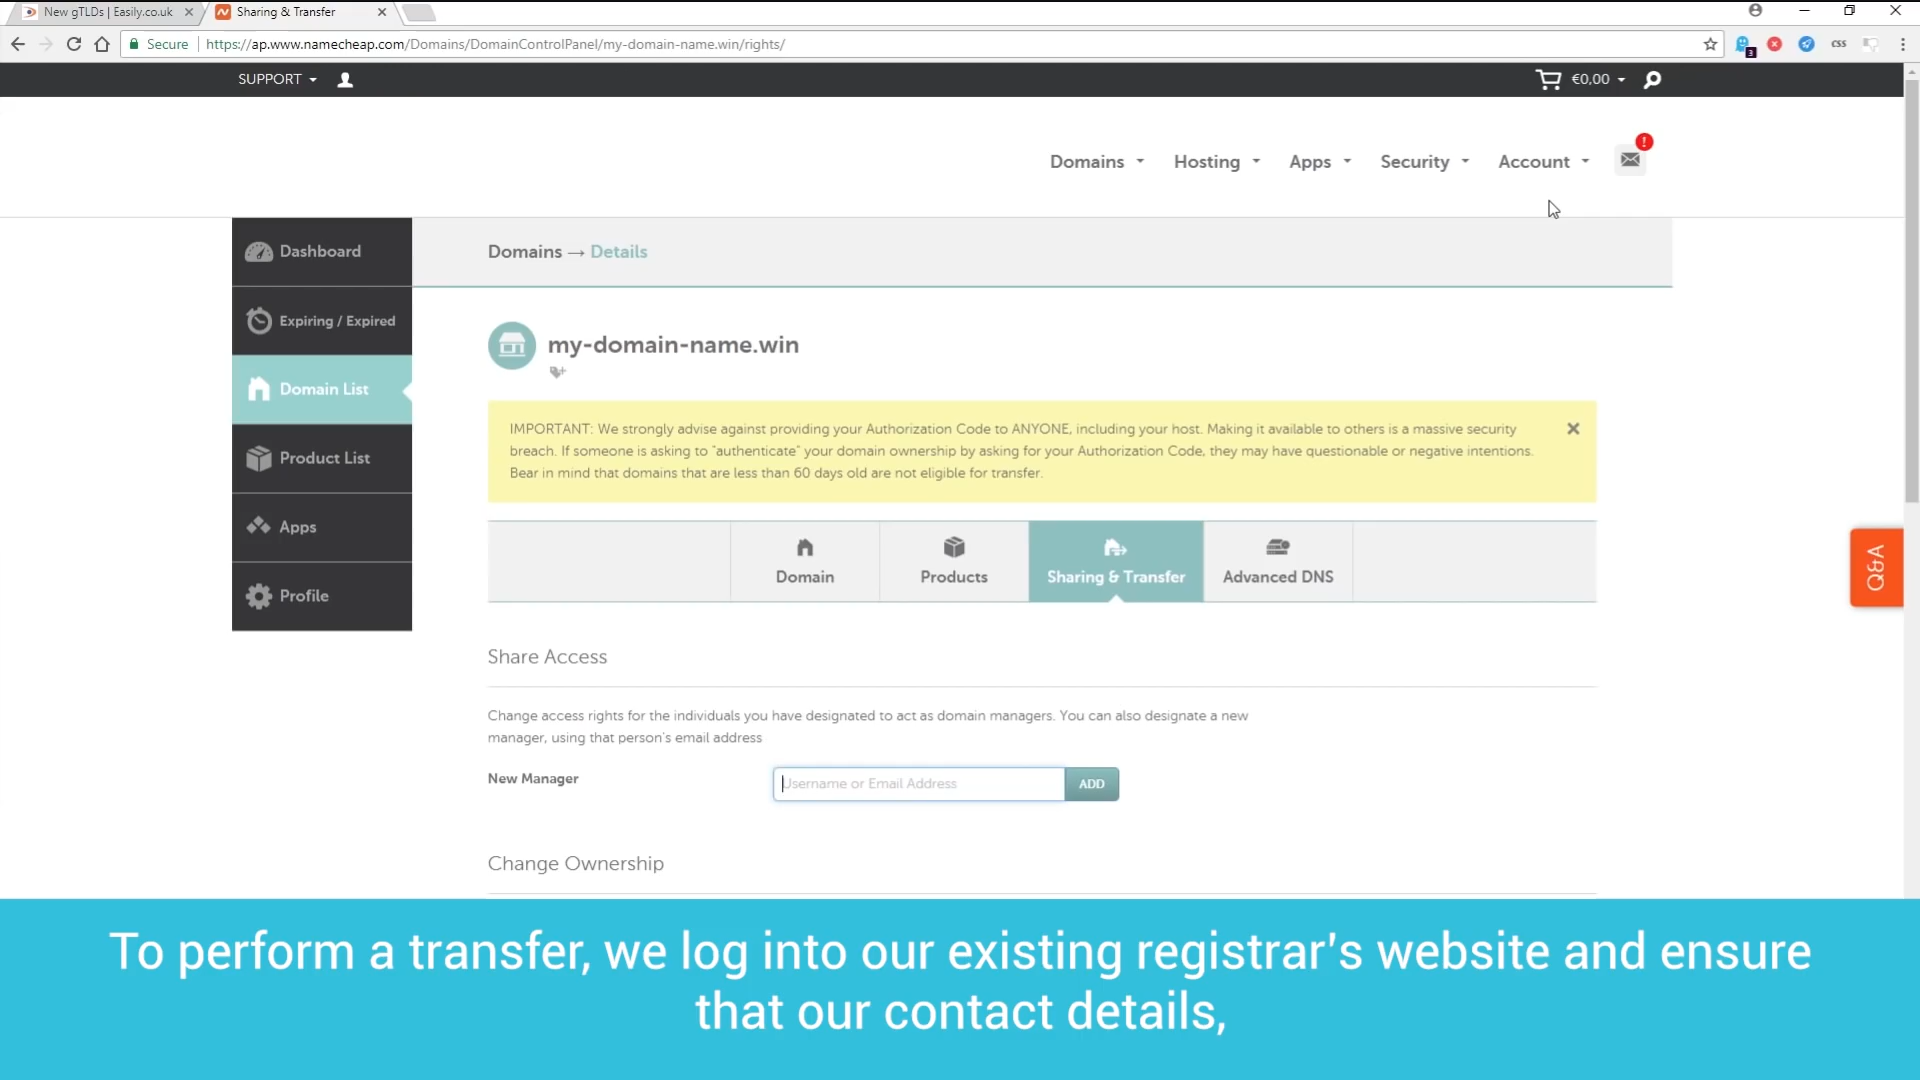 New gTLDs | Easily.co.uk
Sharing & Transfer
Secure
https://ap.www.namecheap.com/Domains/DomainControlPanel/my-domain-name.win/rights/
3
CSS
SUPPORT
€0,00
Domains
Hosting
Apps
Security
Account
!
Dashboard
Expiring / Expired
Domain List
Product List
Apps
Profile
Domains → Details
my-domain-name.win
IMPORTANT: We strongly advise against providing your Authorization Code to ANYONE, including your host. Making it available to others is a massive security
breach. If someone is asking to "authenticate" your domain ownership by asking for your Authorization Code, they may have questionable or negative intentions.
Bear in mind that domains that are less than 60 days old are not eligible for transfer.
Domain
Products
Sharing & Transfer
Advanced DNS
Q&A
Share Access
Change access rights for the individuals you have designated to act as domain managers. You can also designate a new
manager, using that person's email address
New Manager
Username or Email Address
ADD
Change Ownership
To perform a transfer, we log into our existing registrar's website and ensure
that our contact details,